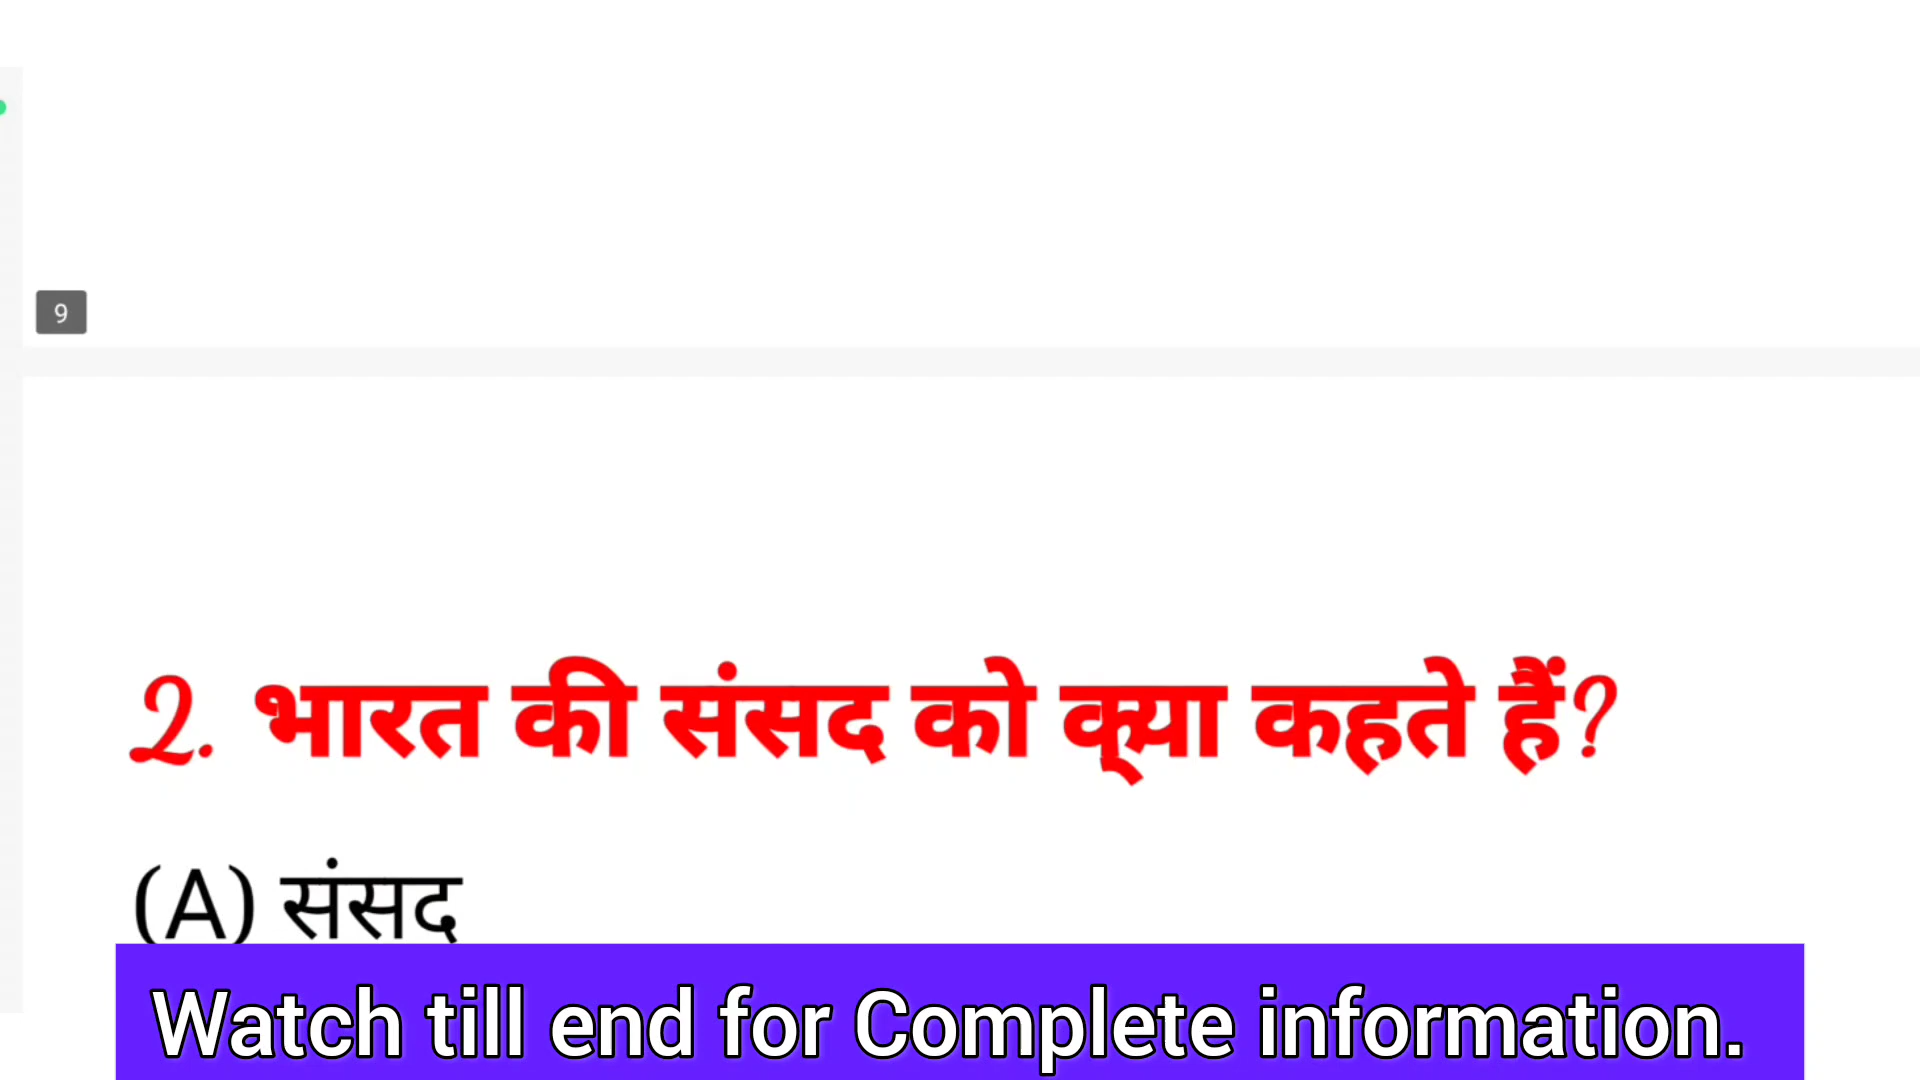 9
2. भारत की संसद को क्या कहते हैं?
(A) संसद
Watch till end for Complete information.